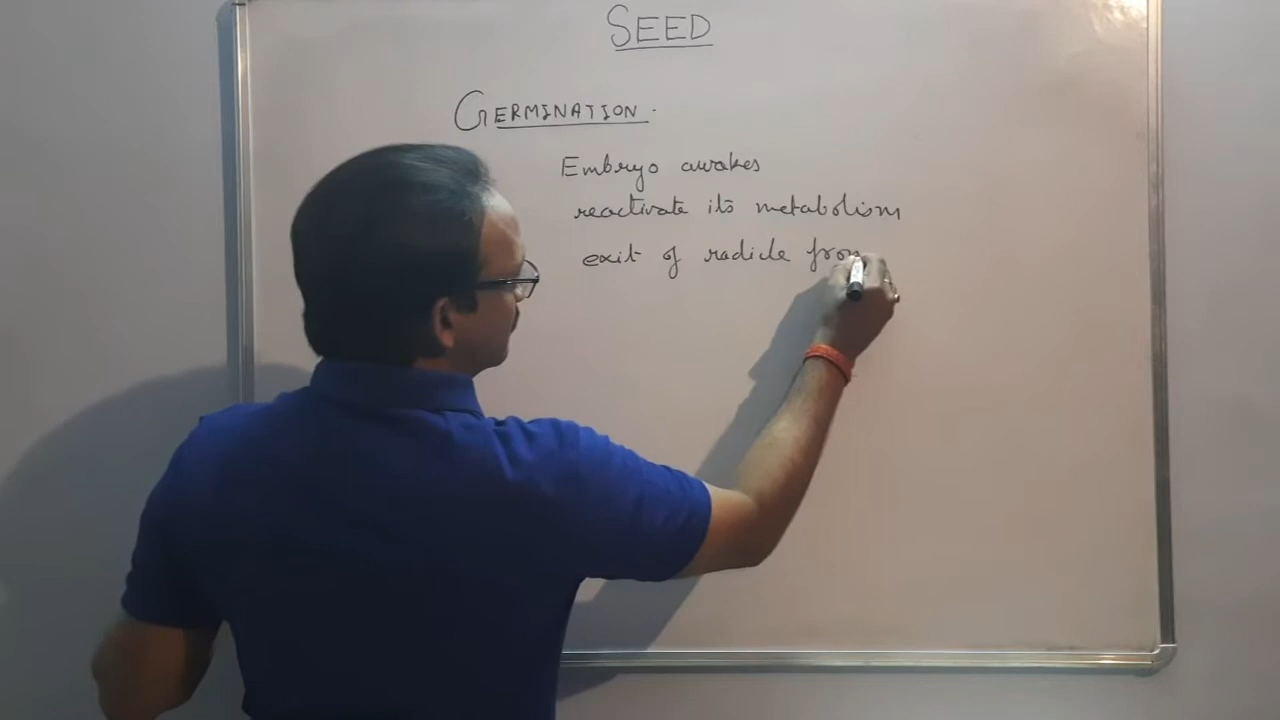 SEED
GERMINATION.
Embryo awakes
reactivate its metabolism
exit of radicle from